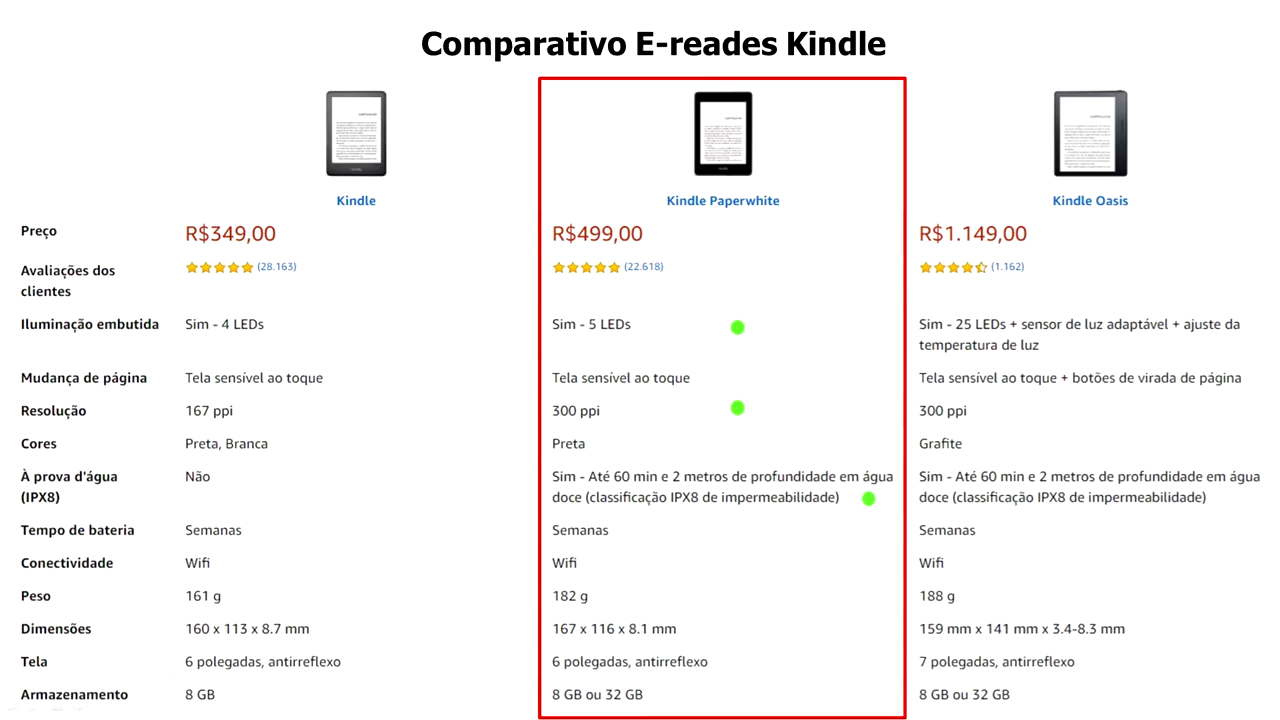 Comparativo E-reades Kindle
Kindle
Kindle Paperwhite
Kindle Oasis
Preço
R$349,00
R$499,00
R$1.149,00
Avaliações dos
clientes
(28.163)
(22.618)
(1.162)
Iluminação embutida
Sim - 4 LEDs
Sim - 5 LEDs
Sim - 25 LEDs + sensor de luz adaptável + ajuste da
temperatura de luz
Mudança de página
Tela sensível ao toque
Tela sensível ao toque
Tela sensível ao toque + botões de virada de página
Resolução
167 ppi
300 ppi
300 ppi
Cores
Preta, Branca
Preta
Grafite
À prova d'água
(IPX8)
Não
Sim - Até 60 min e 2 metros de profundidade em água
doce (classificação IPX8 de impermeabilidade)
Sim - Até 60 min e 2 metros de profundidade em água
doce (classificação IPX8 de impermeabilidade)
Tempo de bateria
Semanas
Semanas
Semanas
Conectividade
Wifi
Wifi
Wifi
Peso
161 g
182 g
188 g
Dimensões
160 x 113 x 8.7 mm
167 x 116 x 8.1 mm
159 mm x 141 mm x 3.4-8.3 mm
Tela
6 polegadas, antirreflexo
6 polegadas, antirreflexo
7 polegadas, antirreflexo
Armazenamento
8 GB
8 GB ou 32 GB
8 GB ou 32 GB